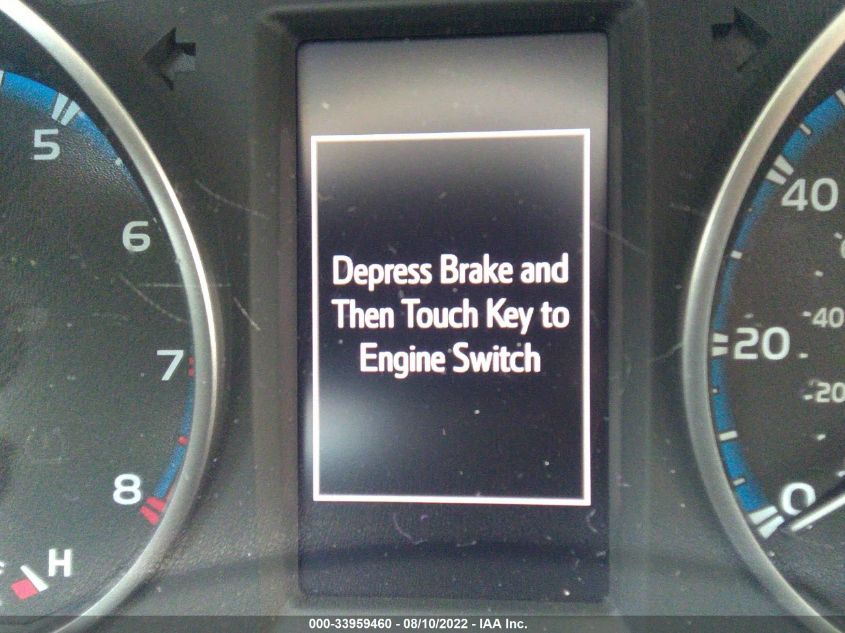 5
6
7
8
H
Depress Brake and
Then Touch Key to
Engine Switch
40
20
0
40
20
000-33959460 - 08/10/2022 - IAA Inc.